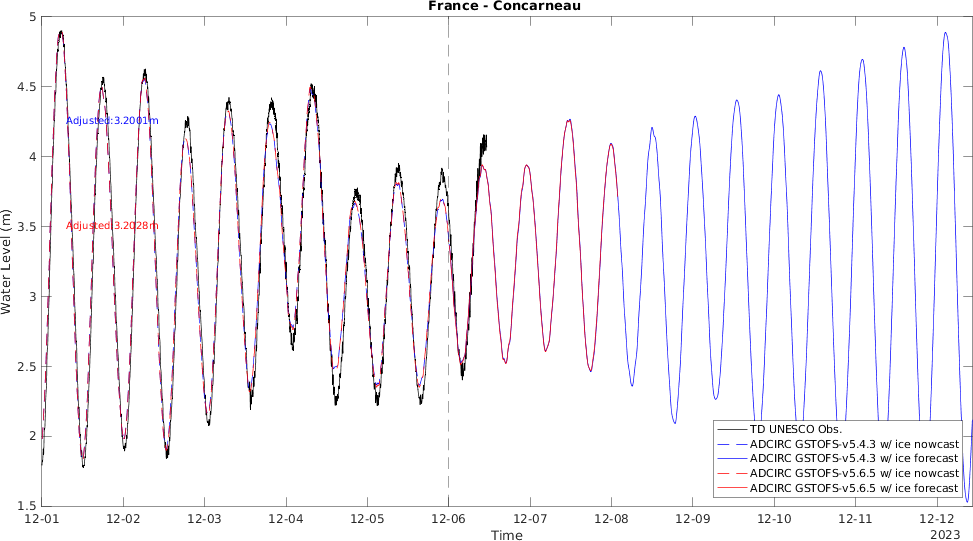 France - Concarneau
Water Level (m)
5
4.5
4
3.5
3
2.5
2
1.5
Adjusted:3.2001m
Adjusted:3.2028m
TD UNESCO Obs.
ADCIRC GSTOFS-v5.4.3 w/ ice nowcast
ADCIRC GSTOFS-v5.4.3 w/ ice forecast
ADCIRC GSTOFS-v5.6.5 w/ ice nowcast
ADCIRC GSTOFS-v5.6.5 w/ ice forecast
12-01 12-02 12-03 12-04 12-05 12-06 12-07 12-08 12-09 12-10 12-11 12-12
2023
Time